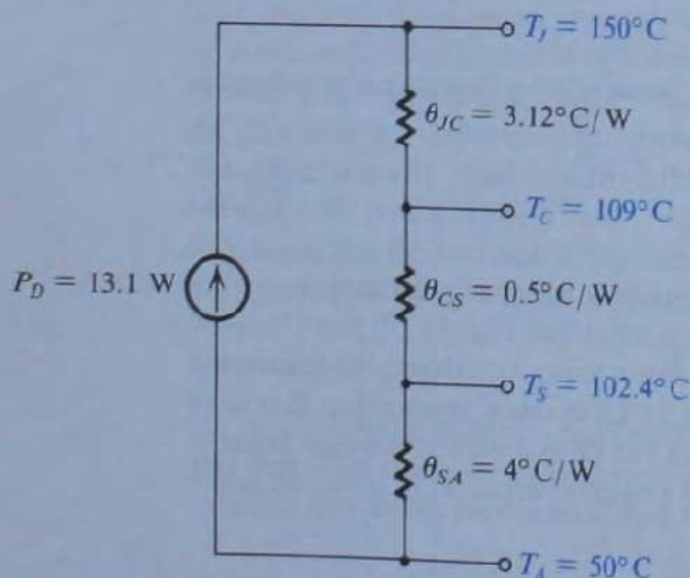 T_J = 150°C
θ_JC = 3.12°C/W
T_C = 109°C
P_D = 13.1 W
θ_CS = 0.5°C/W
T_S = 102.4°C
θ_SA = 4°C/W
T_A = 50°C